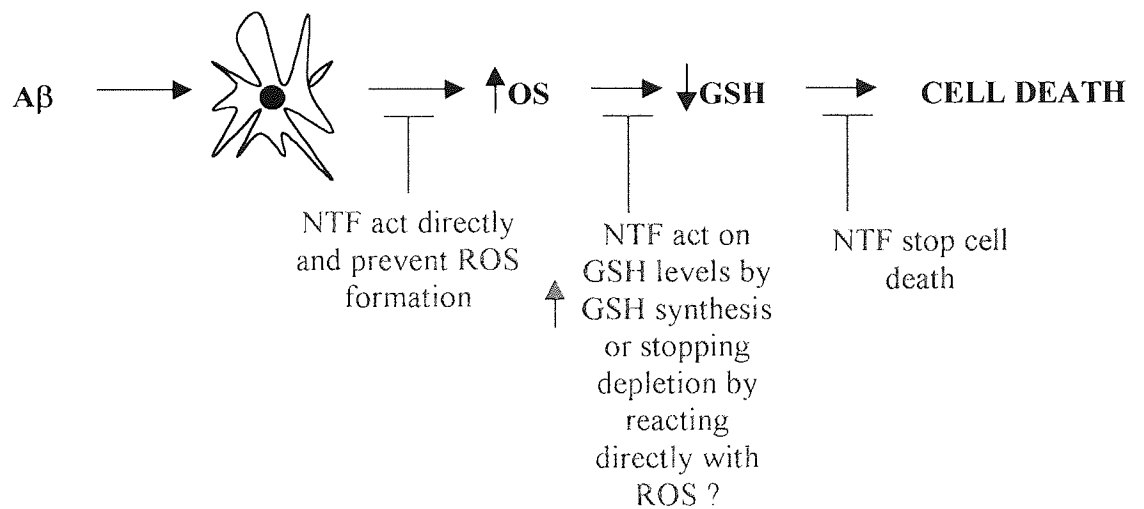 Aβ
OS
GSH
CELL DEATH
NTF act directly
and prevent ROS
formation
NTF act on
GSH levels by
GSH synthesis
or stopping
depletion by
reacting
directly with
ROS ?
NTF stop cell
death